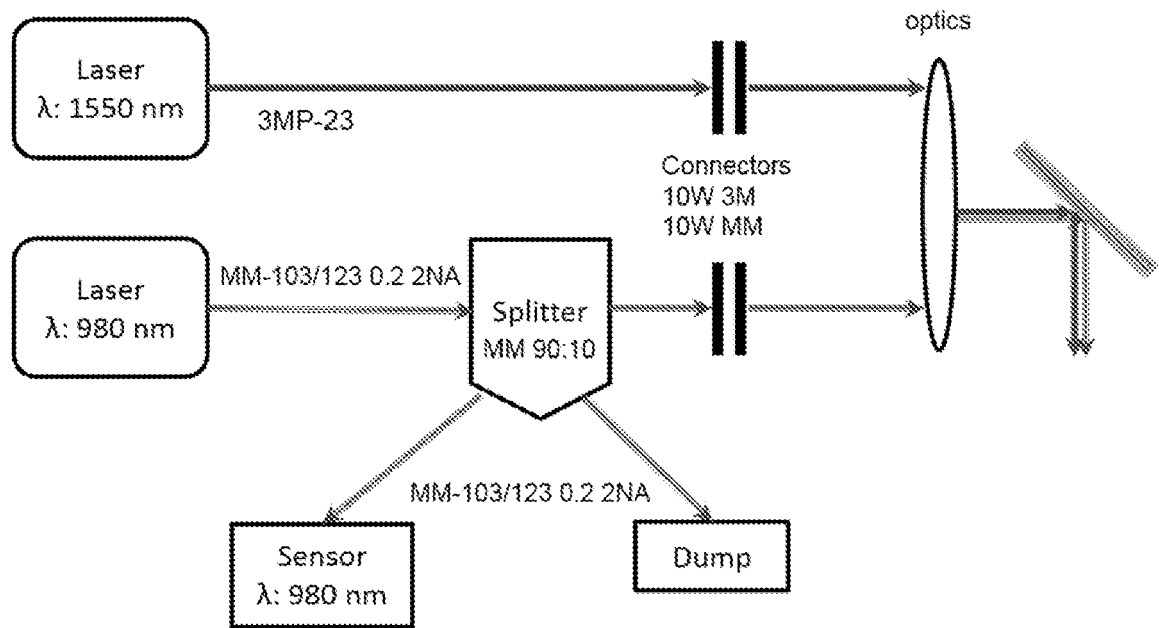 optics
Laser
λ: 1550 nm
3MP-23
Connectors
10W 3M
10W MM
Laser
λ: 980 nm
MM-103/123 0.2 2NA
Splitter
MM 90:10
MM-103/123 0.2 2NA
Sensor
λ: 980 nm
Dump